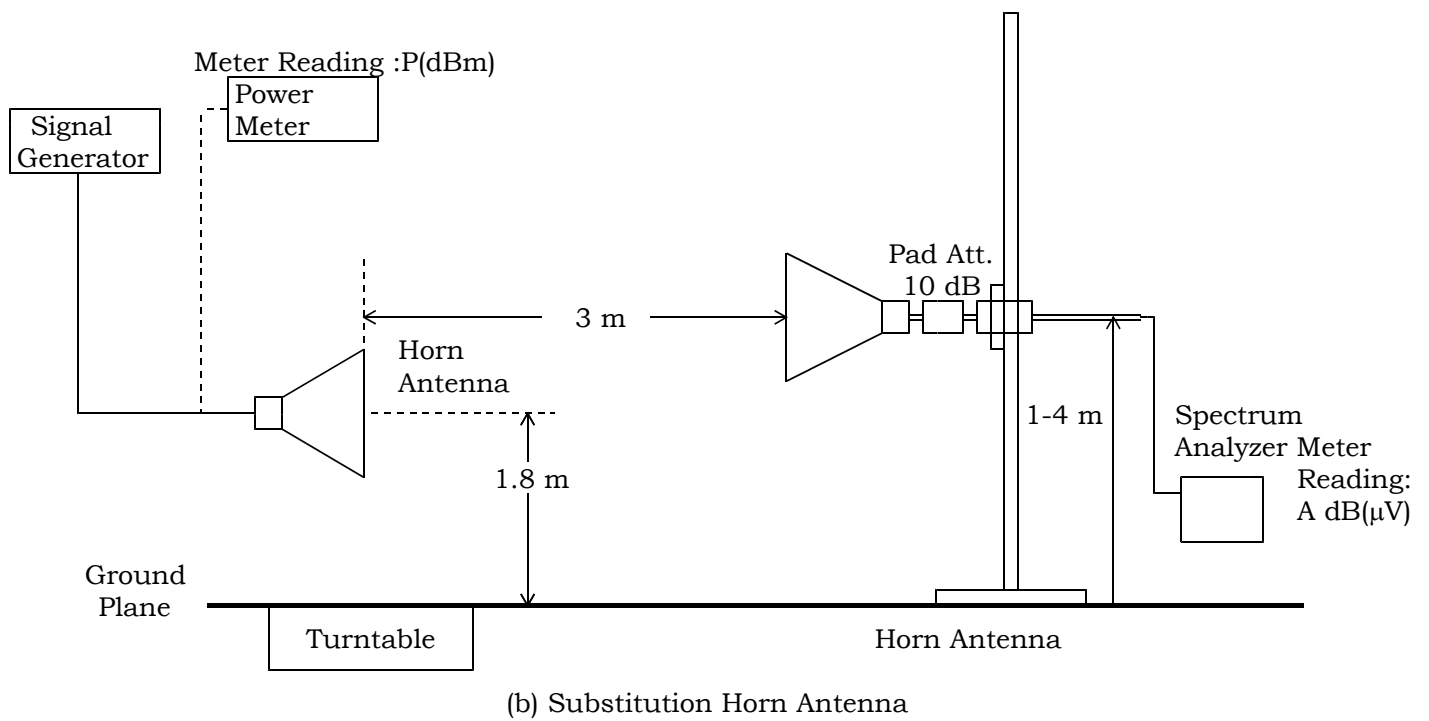 Meter Reading :P(dBm)
Power
Meter
Signal
Generator
Pad Att.
10 dB
3 m
Horn
Antenna
1-4 m
Spectrum
Analyzer Meter
Reading:
A dB(μV)
1.8 m
Ground
Plane
Turntable
Horn Antenna
(b) Substitution Horn Antenna